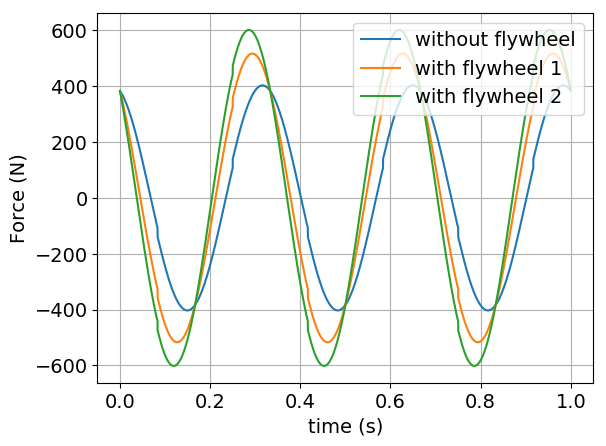 without flywheel
with flywheel 1
with flywheel 2
Force (N)
600
400
200
0
−200
−400
−600
0.0 0.2 0.4 0.6 0.8 1.0
time (s)